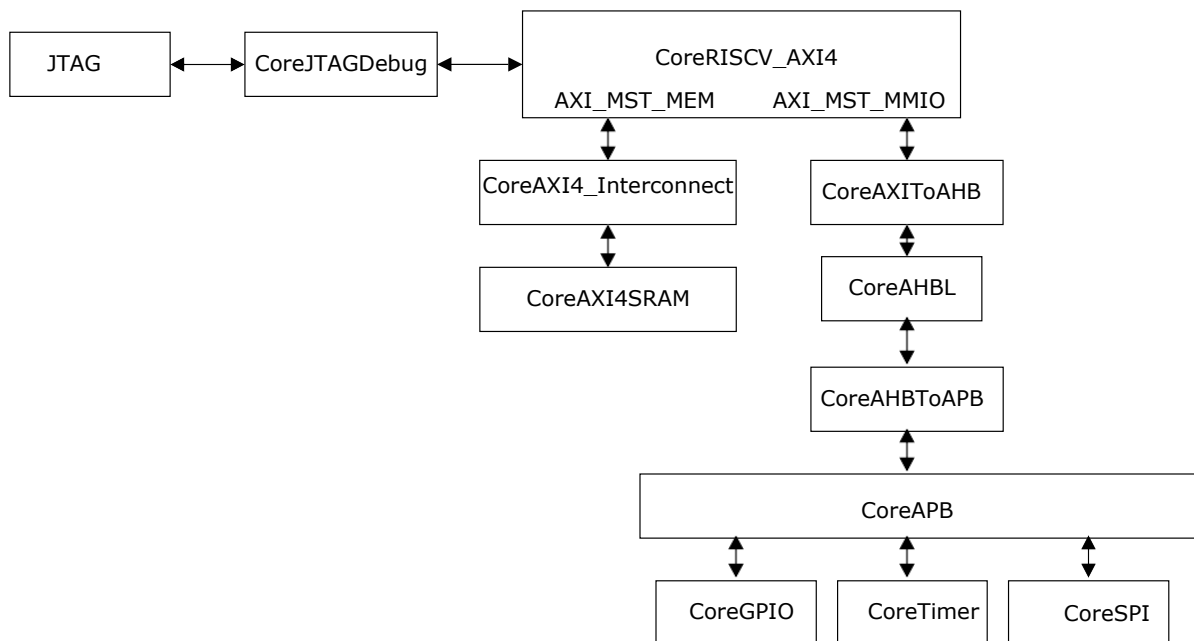 JTAG
CoreJTAGDebug
CoreRISCV_AXI4
AXI_MST_MEM
AXI_MST_MMIO
CoreAXI4_Interconnect
CoreAXIToAHB
CoreAXI4SRAM
CoreAHBL
CoreAHBToAPB
CoreAPB
CoreGPIO
CoreTimer
CoreSPI